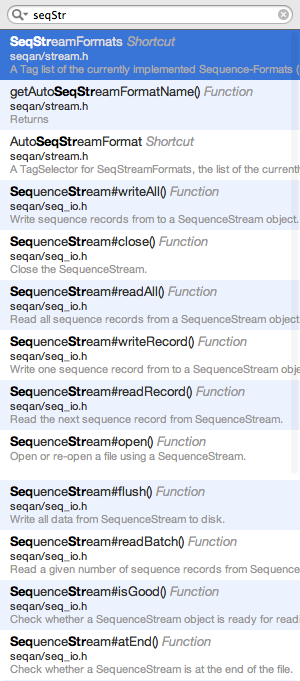 seqStr
SeqStreamFormats Shortcut
seqan/stream.h
A Tag list of the currently implemented Sequence-Formats (
getAutoSeqStreamFormatName() Function
seqan/stream.h
Returns
AutoSeqStreamFormat Shortcut
seqan/stream.h
A TagSelector for SeqStreamFormats, the list of the current
SequenceStream#writeAll() Function
seqan/seq_io.h
Write sequence records from to a SequenceStream object.
SequenceStream#close() Function
seqan/seq_io.h
Close the SequenceStream.
SequenceStream#readAll() Function
seqan/seq_io.h
Read all sequence records from a SequenceStream object
SequenceStream#writeRecord() Function
seqan/seq_io.h
Write one sequence record from to a SequenceStream obje
SequenceStream#readRecord() Function
seqan/seq_io.h
Read the next sequence record from SequenceStream.
SequenceStream#open() Function
Open or re-open a file using a SequenceStream.
SequenceStream#flush() Function
seqan/seq_io.h
Write all data from SequenceStream to disk.
SequenceStream#readBatch() Function
seqan/seq_io.h
Read a given number of sequence records from Sequence
SequenceStream#isGood() Function
seqan/seq_io.h
Check whether a SequenceStream object is ready for readi
SequenceStream#atEnd() Function
seqan/seq_io.h
Check whether a SequenceStream is at the end of the file.